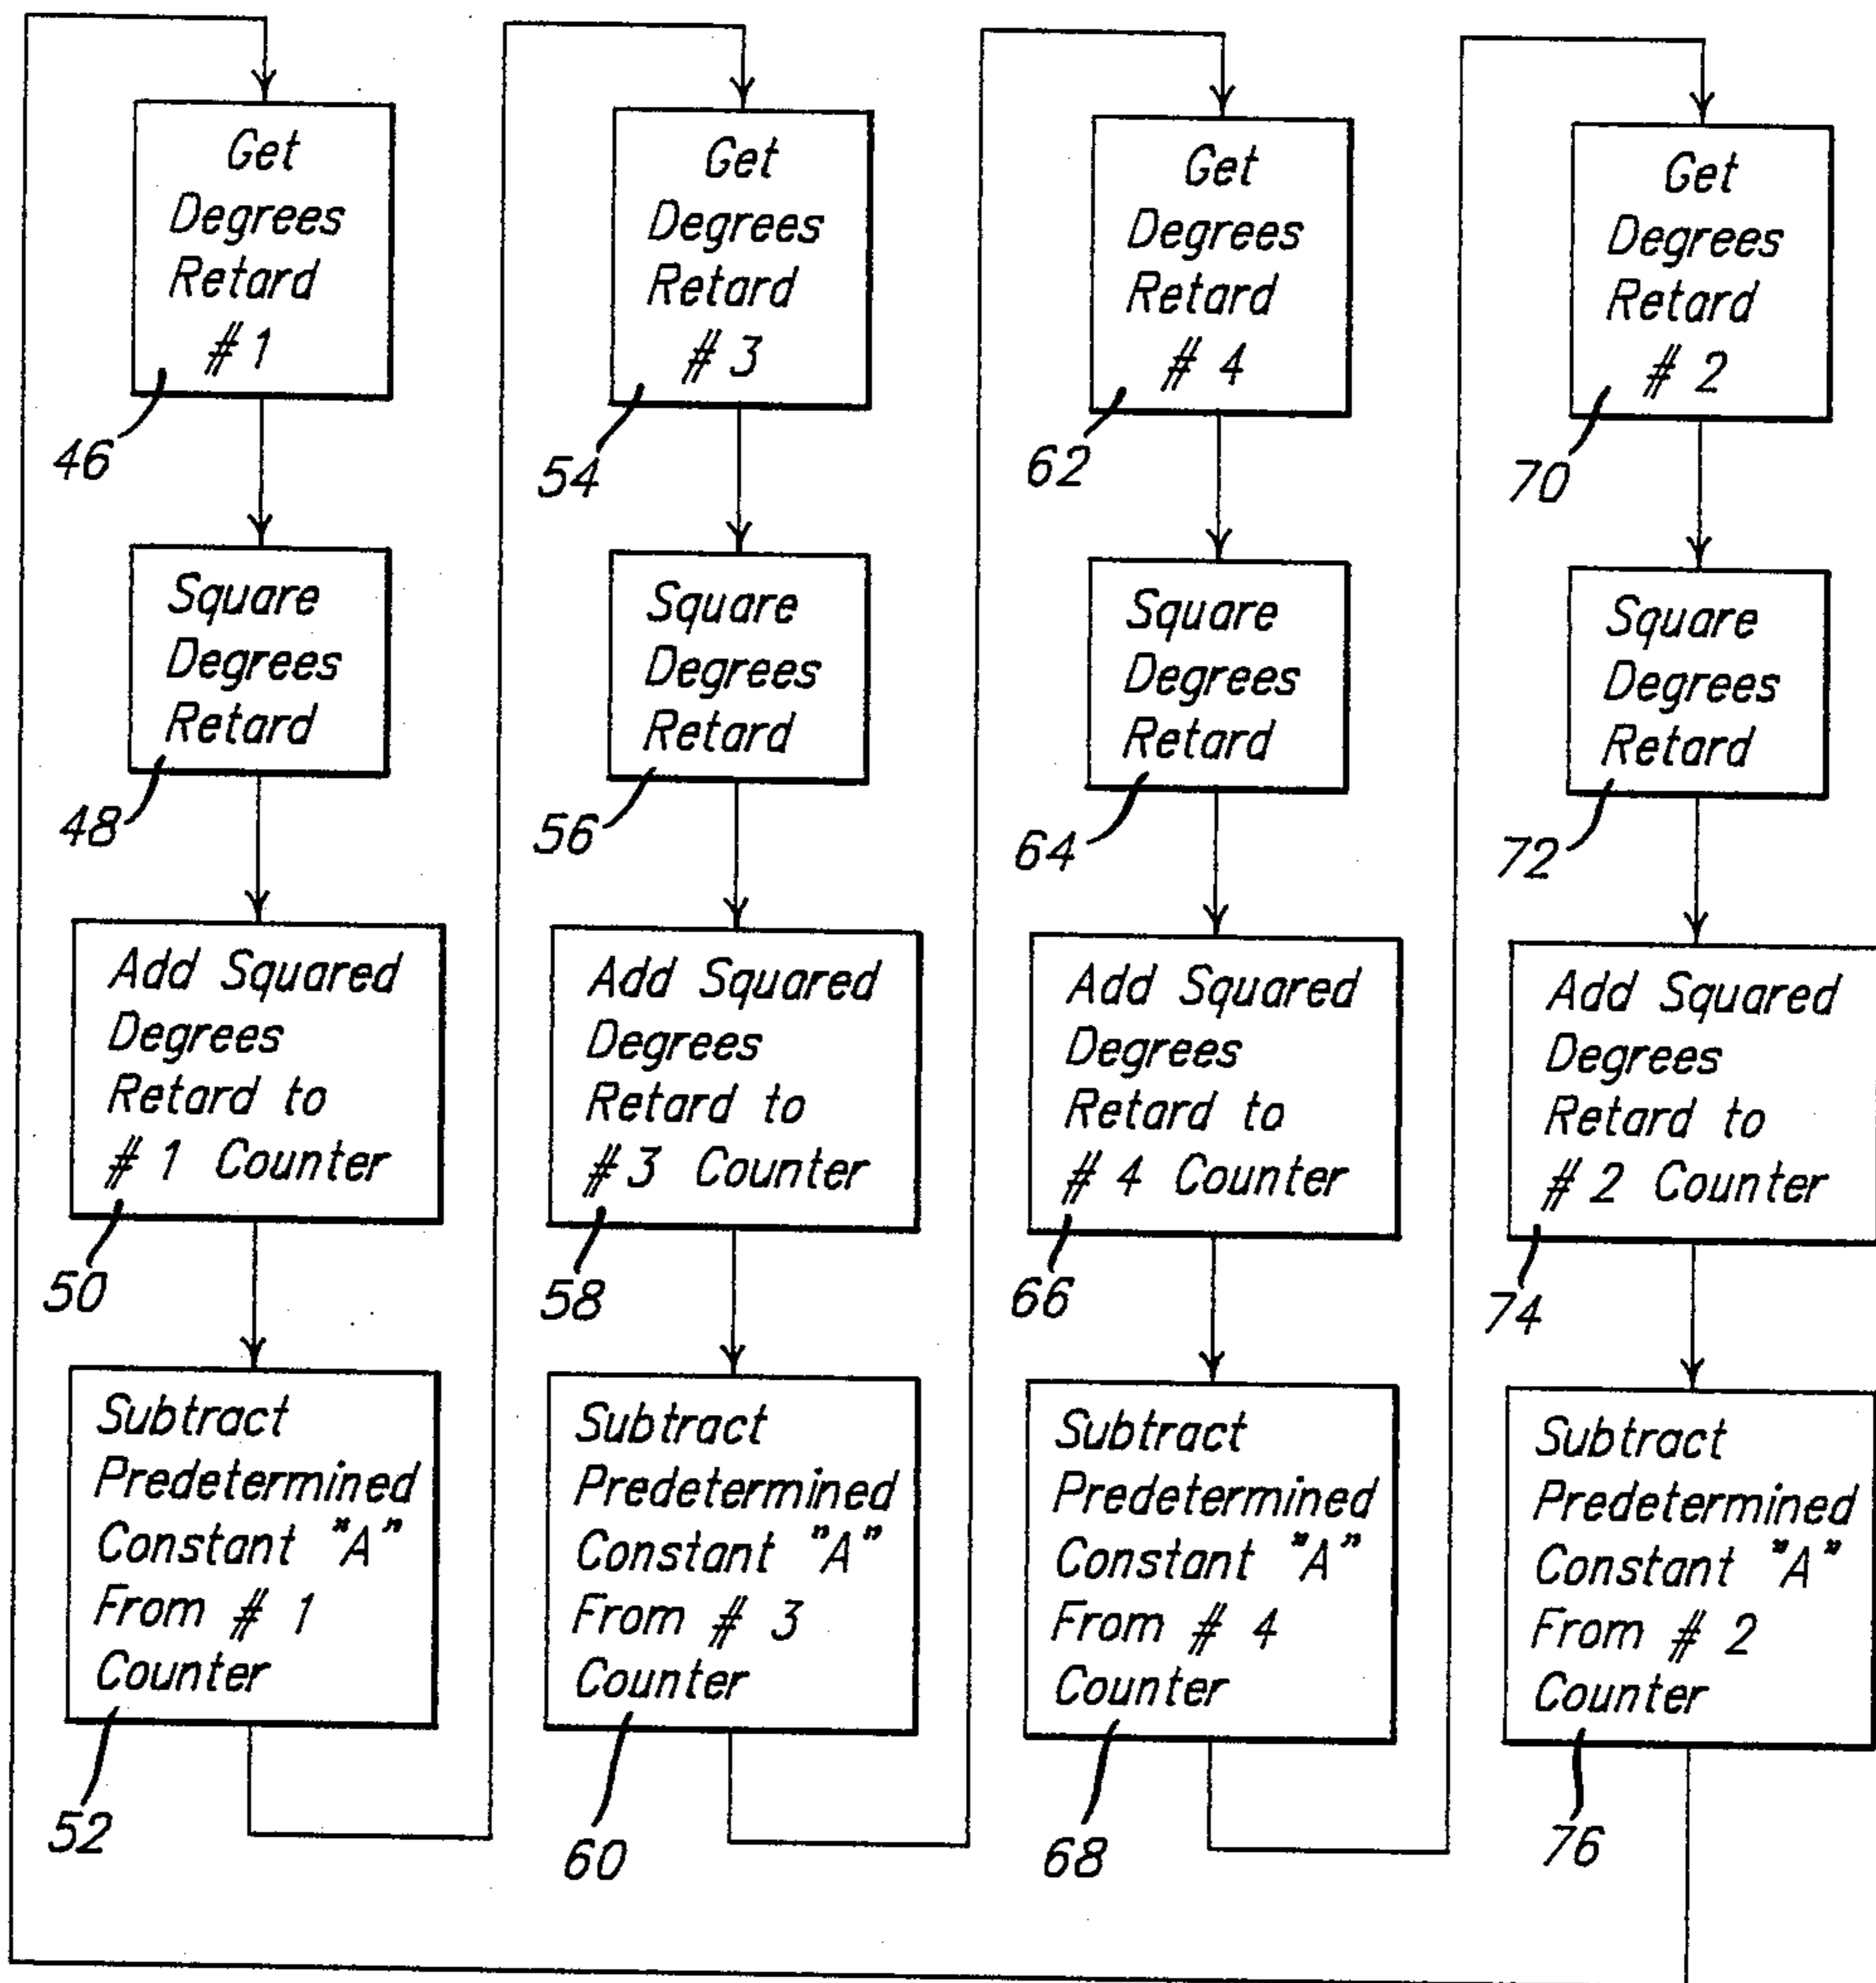 Get
Degrees
Retard
# 1
46
Square
Degrees
Retard
48
Add Squared
Degrees
Retard to
# 1 Counter
50
Subtract
Predetermined
Constant "A"
From # 1
Counter
52
Get
Degrees
Retard
# 3
54
Square
Degrees
Retard
56
Add Squared
Degrees
Retard to
# 3 Counter
58
Subtract
Predetermined
Constant "A"
From # 3
Counter
60
Get
Degrees
Retard
# 4
62
Square
Degrees
Retard
64
Add Squared
Degrees
Retard to
# 4 Counter
66
Subtract
Predetermined
Constant "A"
From # 4
Counter
68
Get
Degrees
Retard
# 2
70
Square
Degrees
Retard
72
Add Squared
Degrees
Retard to
# 2 Counter
74
Subtract
Predetermined
Constant "A"
From # 2
Counter
76